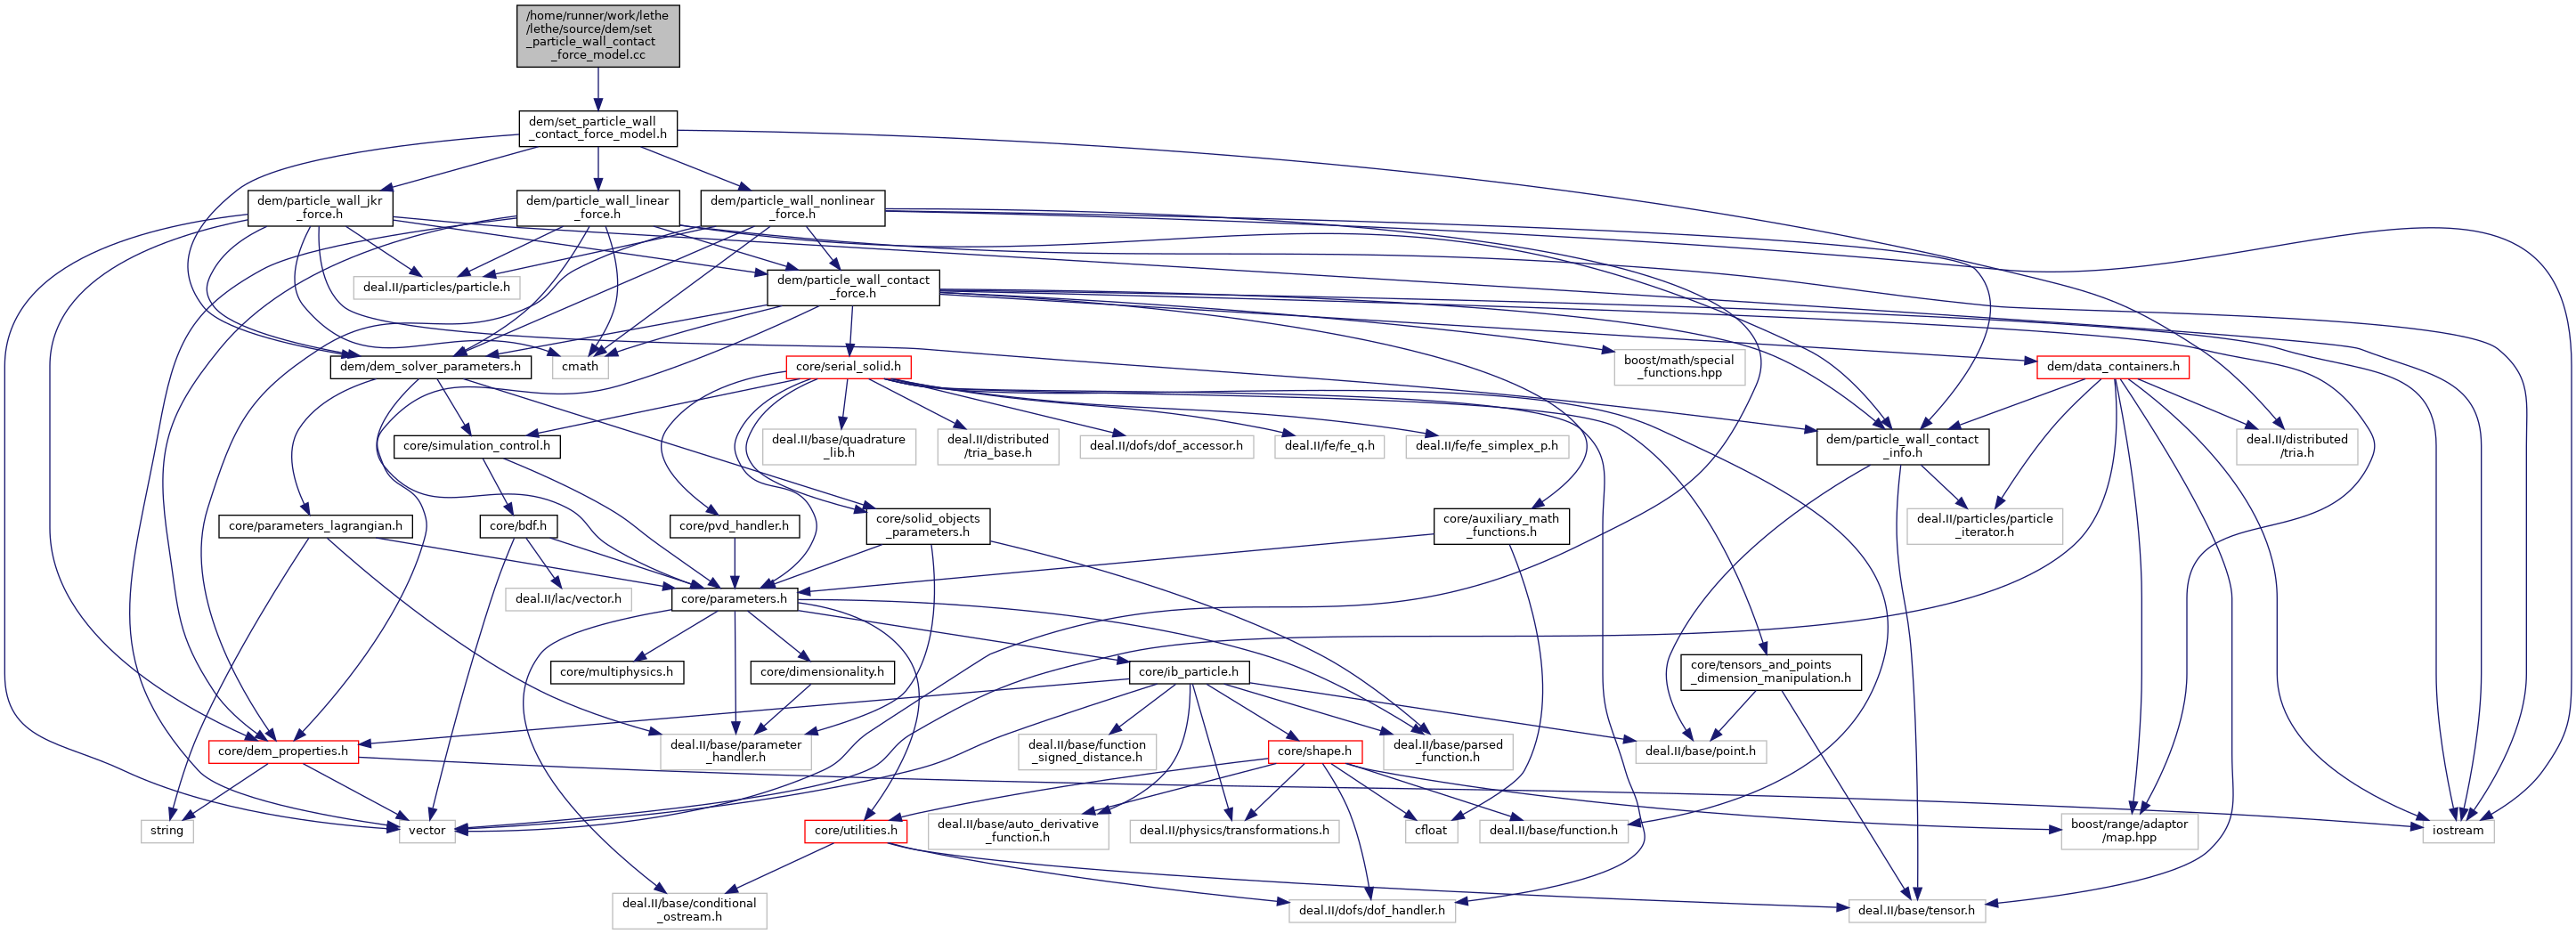 /home/runner/work/lethe
/lethe/source/dem/set
_particle_wall_contact
_force_model.cc
dem/set_particle_wall
_contact_force_model.h
dem/particle_wall_jkr
_force.h
dem/particle_wall_linear
_force.h
dem/particle_wall_nonlinear
_force.h
deal.II/particles/particle.h
dem/particle_wall_contact
_force.h
dem/dem_solver_parameters.h
cmath
core/serial_solid.h
boost/math/special
_functions.hpp
dem/data_containers.h
core/simulation_control.h
deal.II/base/quadrature
_lib.h
deal.II/distributed
/tria_base.h
deal.II/dofs/dof_accessor.h
deal.II/fe/fe_q.h
deal.II/fe/fe_simplex_p.h
dem/particle_wall_contact
_info.h
deal.II/distributed
/tria.h
core/parameters_lagrangian.h
core/bdf.h
core/pvd_handler.h
core/solid_objects
_parameters.h
core/auxiliary_math
_functions.h
deal.II/particles/particle
_iterator.h
deal.II/lac/vector.h
core/parameters.h
core/multiphysics.h
core/dimensionality.h
core/ib_particle.h
core/tensors_and_points
_dimension_manipulation.h
core/dem_properties.h
deal.II/base/parameter
_handler.h
deal.II/base/function
_signed_distance.h
core/shape.h
deal.II/base/parsed
_function.h
deal.II/base/point.h
string
vector
core/utilities.h
deal.II/base/auto_derivative
_function.h
deal.II/physics/transformations.h
cfloat
deal.II/base/function.h
boost/range/adaptor
/map.hpp
iostream
deal.II/base/conditional
_ostream.h
deal.II/dofs/dof_handler.h
deal.II/base/tensor.h